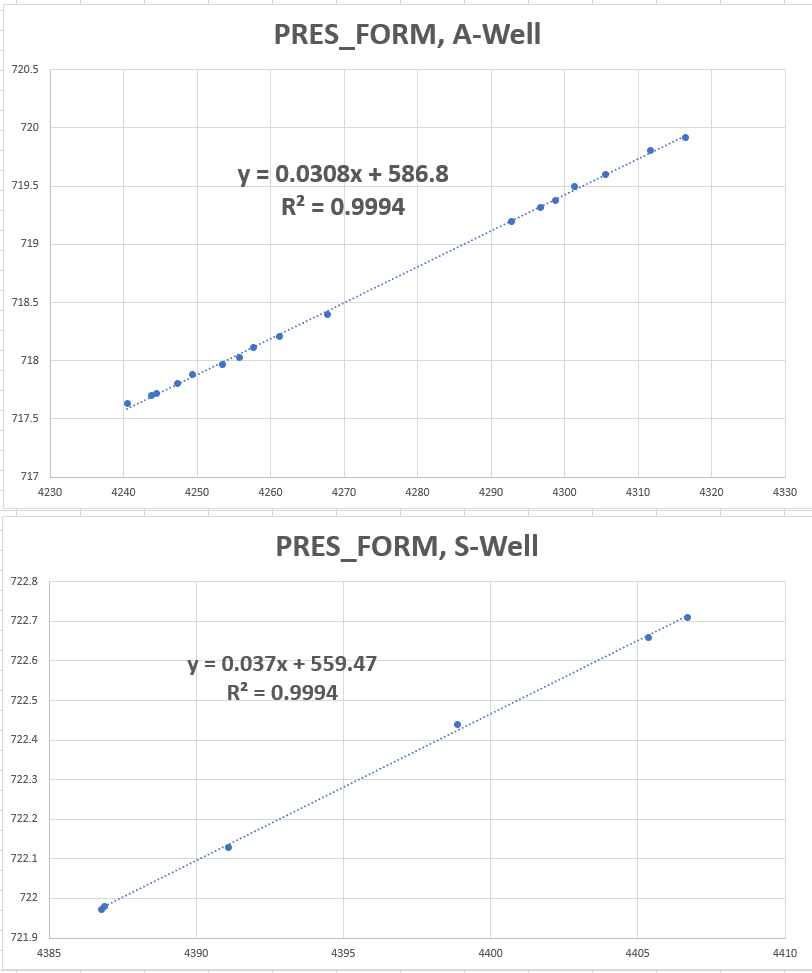 PRES_FORM, A-Well
720.5
720
y = 0.0308x + 586.8
719.5
R² = 0.9994
719
718.5
718
717.5
717
4230 4240 4250 4260 4270 4280 4290 4300 4310 4320 4330
PRES_FORM, S-Well
722.8
722.7
y = 0.037x + 559.47
722.6
R² = 0.9994
722.5
722.4
722.3
722.2
722.1
722
721.9
4385 4390 4395 4400 4405 4410